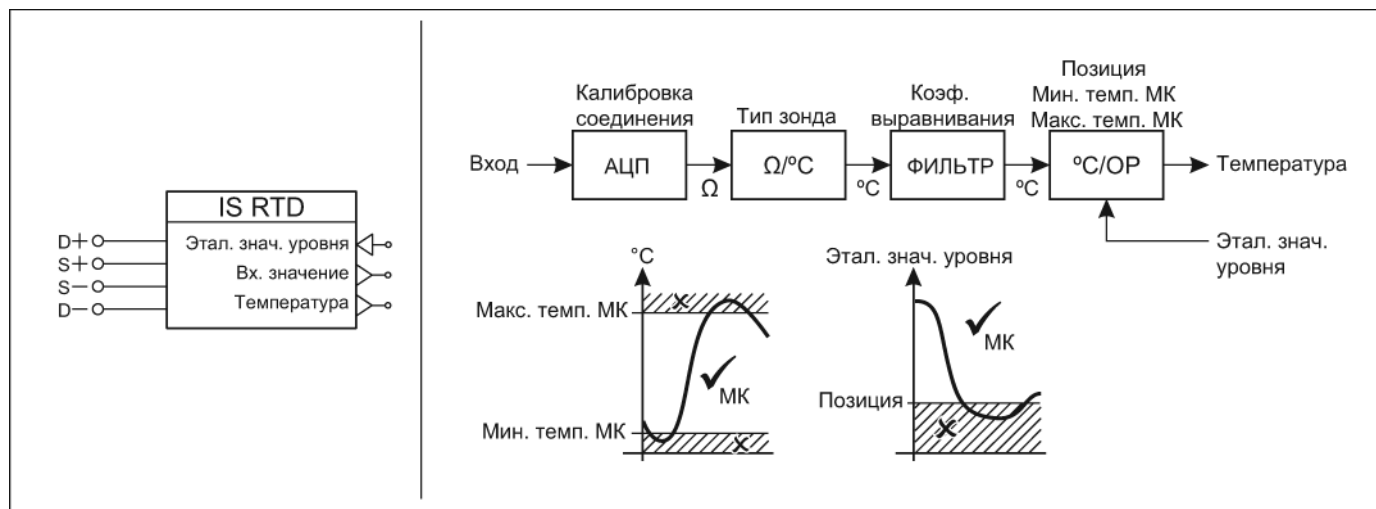 IS RTD
D+
Этал. знач. уровня
S+
Вх. значение
S−
Температура
D−
Калибровка
соединения
Тип зонда
Коэф.
выравнивания
Позиция
Мин. темп. МК
Макс. темп. МК
Вход
АЦП
Ω
Ω/ºC
ºC
ФИЛЬТР
ºC
ºC/OP
Температура
Этал. знач.
уровня
°C
Макс. темп. МК
x
МК
Мин. темп. МК
x
Этал. знач. уровня
МК
Позиция
x